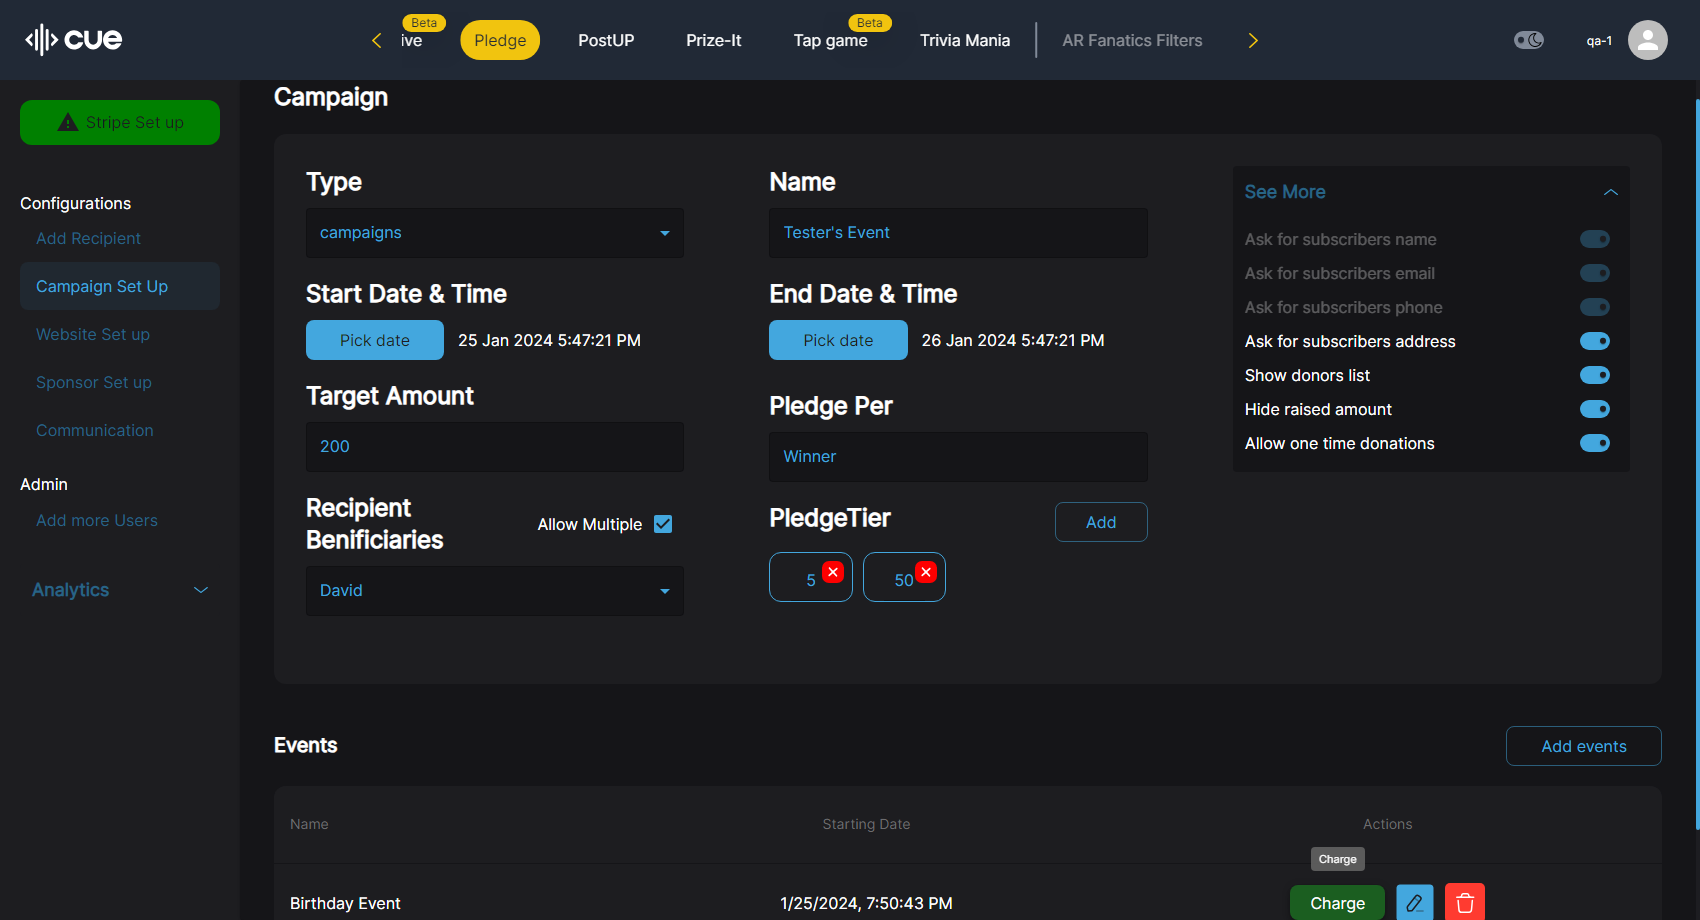 cue
Beta
ive
Pledge
PostUP
Prize-It
Beta
Tap game
Trivia Mania
AR Fanatics Filters
qa-1
Stripe Set up
Configurations
Add Recipient
Campaign Set Up
Website Set up
Sponsor Set up
Communication
Admin
Add more Users
Analytics
Campaign
Type
campaigns
Name
Tester's Event
Start Date & Time
Pick date
25 Jan 2024 5:47:21 PM
End Date & Time
Pick date
26 Jan 2024 5:47:21 PM
Target Amount
200
Pledge Per
Winner
Recipient
Benificiaries
Allow Multiple
David
PledgeTier
Add
5
50
See More
Ask for subscribers name
Ask for subscribers email
Ask for subscribers phone
Ask for subscribers address
Show donors list
Hide raised amount
Allow one time donations
Events
Add events
Name
Starting Date
Actions
Charge
Birthday Event
1/25/2024, 7:50:43 PM
Charge